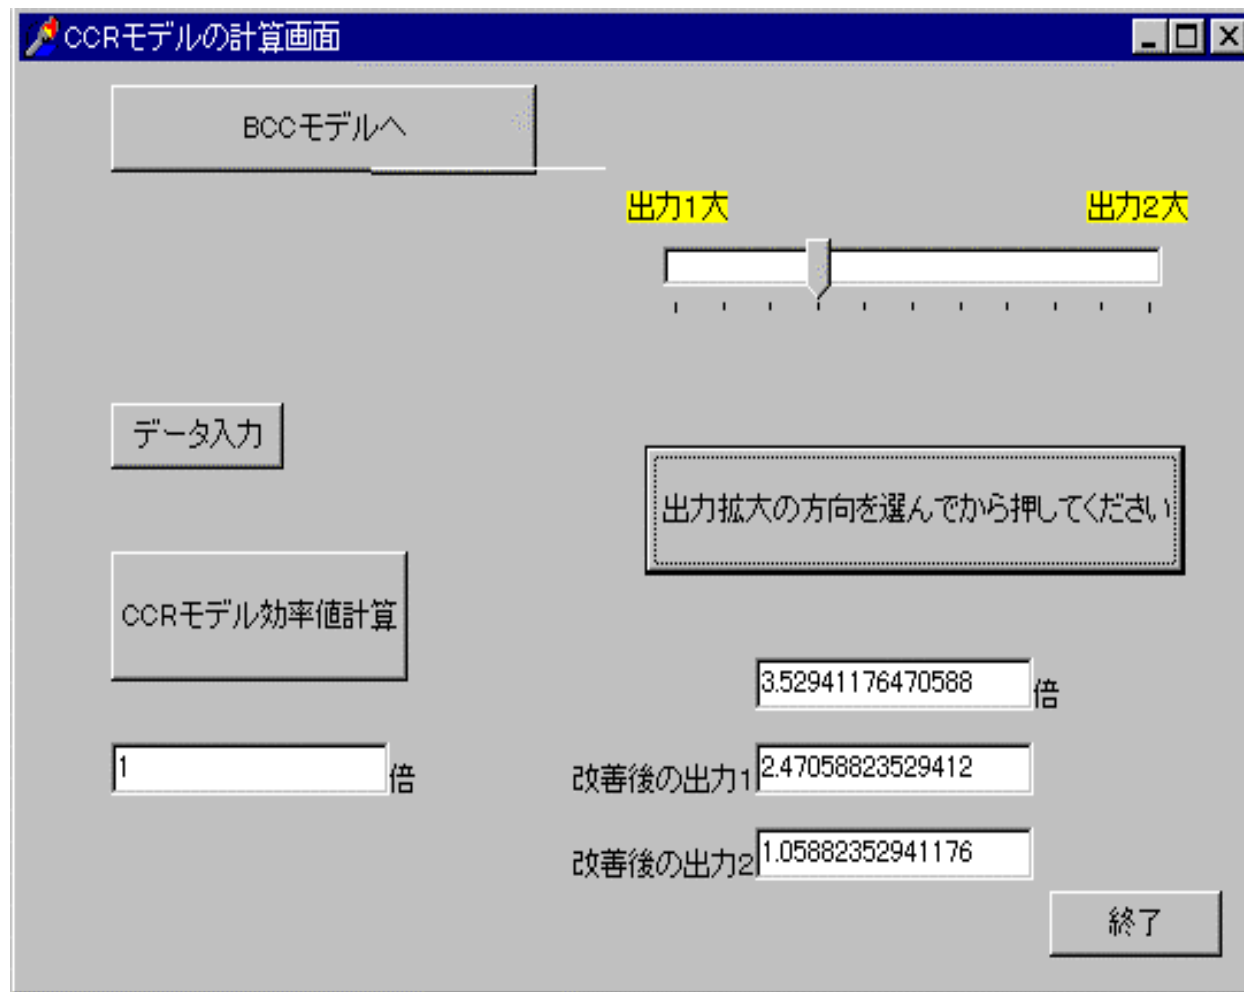 CCRモデルの計算画面
BCCモデルへ
出力1大
出力2大
データ入力
出力拡大の方向を選んでから押してください
CCRモデル効率値計算
3.52941176470588
倍
1
倍
改善後の出力1
2.47058823529412
改善後の出力2
1.05882352941176
終了